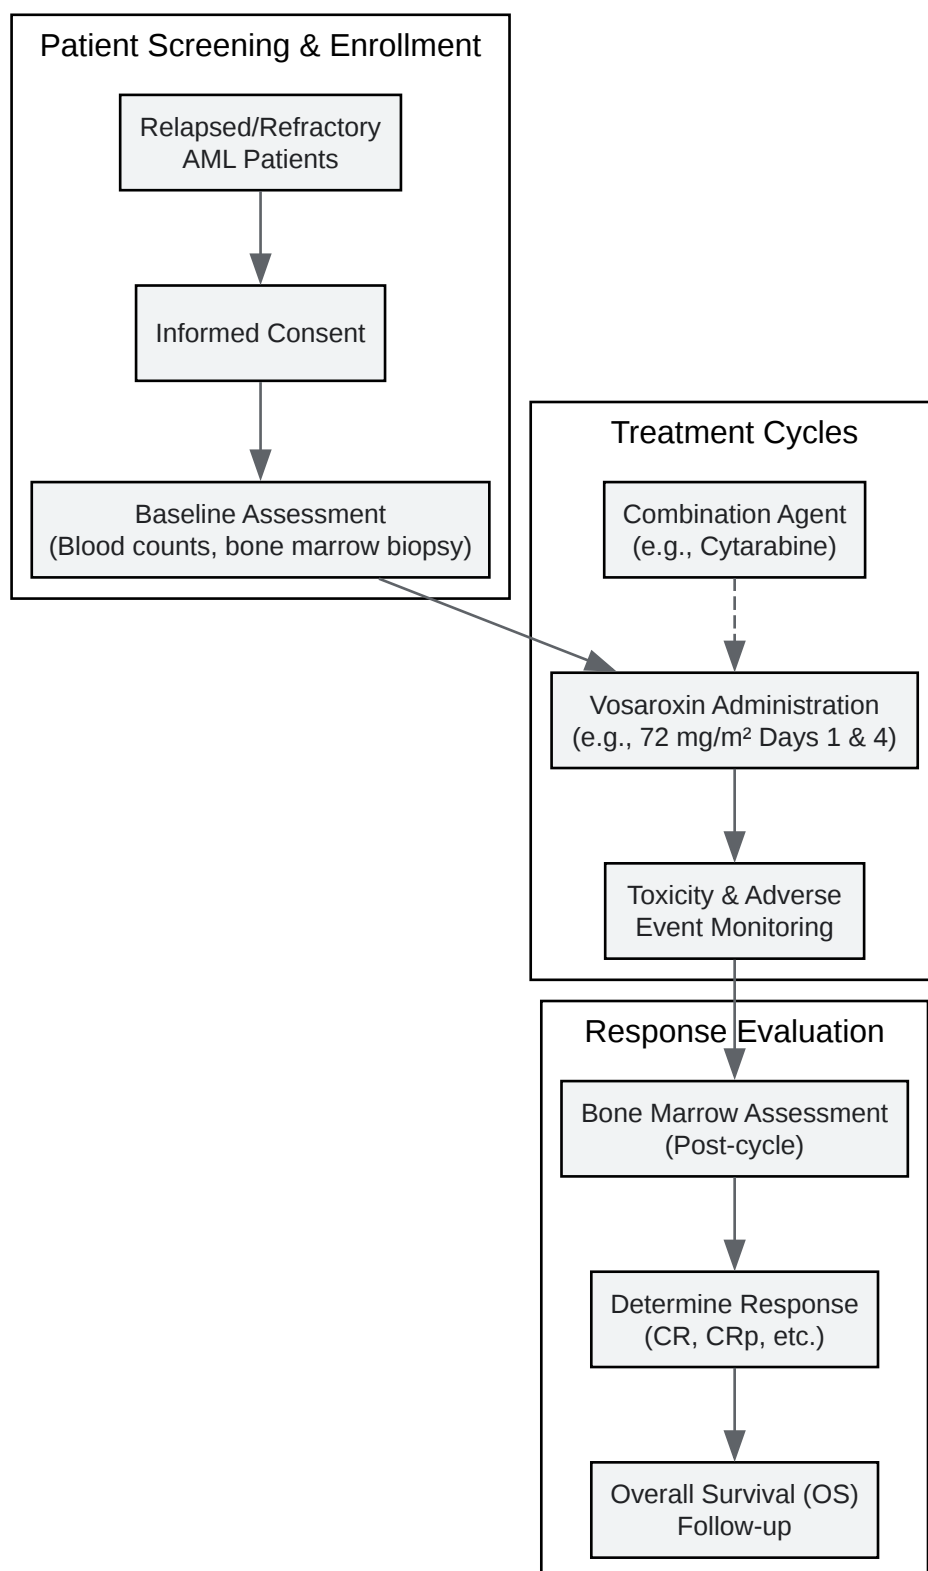 Patient Screening & Enrollment
Relapsed/Refractory
AML Patients
Informed Consent
Baseline Assessment
(Blood counts, bone marrow biopsy)
Treatment Cycles
Combination Agent
(e.g., Cytarabine)
Vosaroxin Administration
(e.g., 72 mg/m² Days 1 & 4)
Toxicity & Adverse
Event Monitoring
Response Evaluation
Bone Marrow Assessment
(Post-cycle)
Determine Response
(CR, CRp, etc.)
Overall Survival (OS)
Follow-up